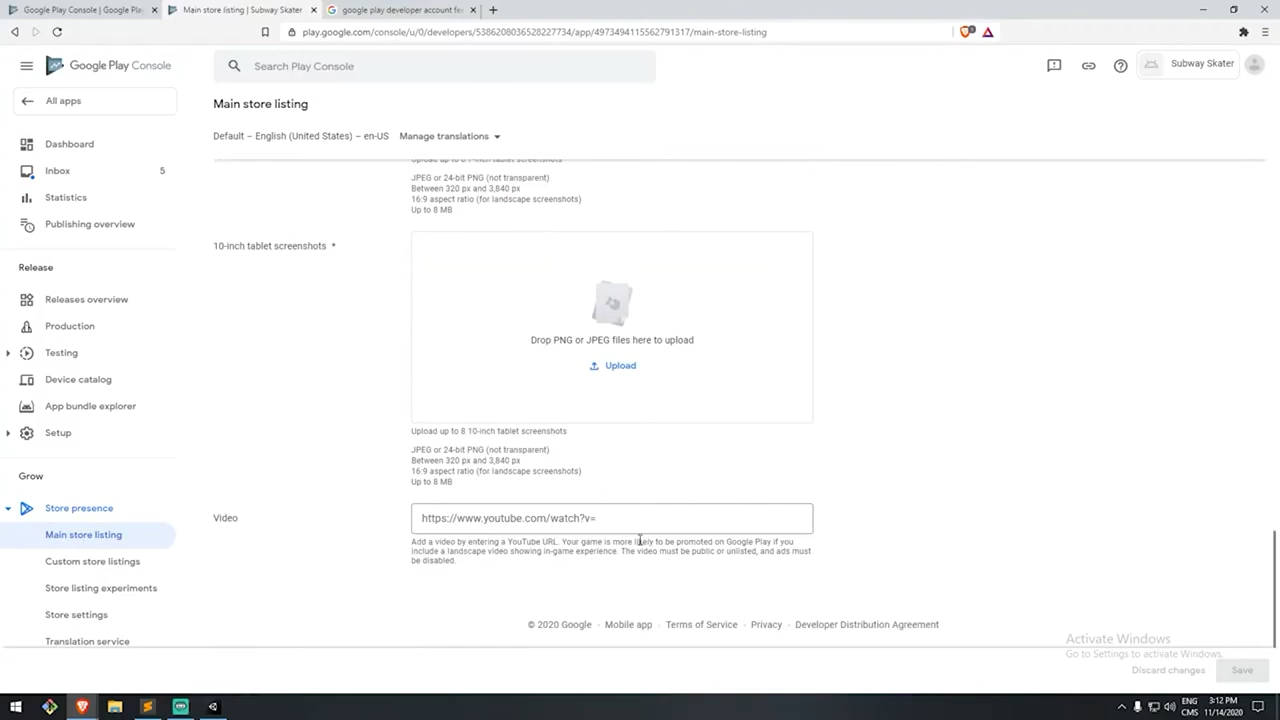 Google Play Console | Google Play
Main store listing | Subway Skater
google play developer account fe
play.google.com/console/u/0/developers/5386208036528227734/app/4973494115562791317/main-store-listing
Google Play Console
Search Play Console
Subway Skater
All apps
Main store listing
Default – English (United States) – en-US
Manage translations
Dashboard
Inbox
5
Statistics
Publishing overview
Release
Releases overview
Production
Testing
Device catalog
App bundle explorer
Setup
Grow
Store presence
Main store listing
Custom store listings
Store listing experiments
Store settings
Translation service
Upload up to 8 7-inch tablet screenshots
JPEG or 24-bit PNG (not transparent)
Between 320 px and 3,840 px
16:9 aspect ratio (for landscape screenshots)
Up to 8 MB
10-inch tablet screenshots *
Drop PNG or JPEG files here to upload
Upload
Upload up to 8 10-inch tablet screenshots
JPEG or 24-bit PNG (not transparent)
Between 320 px and 3,840 px
16:9 aspect ratio (for landscape screenshots)
Up to 8 MB
Video
https://www.youtube.com/watch?v=
Add a video by entering a YouTube URL. Your game is more likely to be promoted on Google Play if you
include a landscape video showing in-game experience. The video must be public or unlisted, and ads must
be disabled.
© 2020 Google
Mobile app
Terms of Service
Privacy
Developer Distribution Agreement
Activate Windows
Go to Settings to activate Windows.
Discard changes
Save
ENG
CMS
3:12 PM
11/14/2020